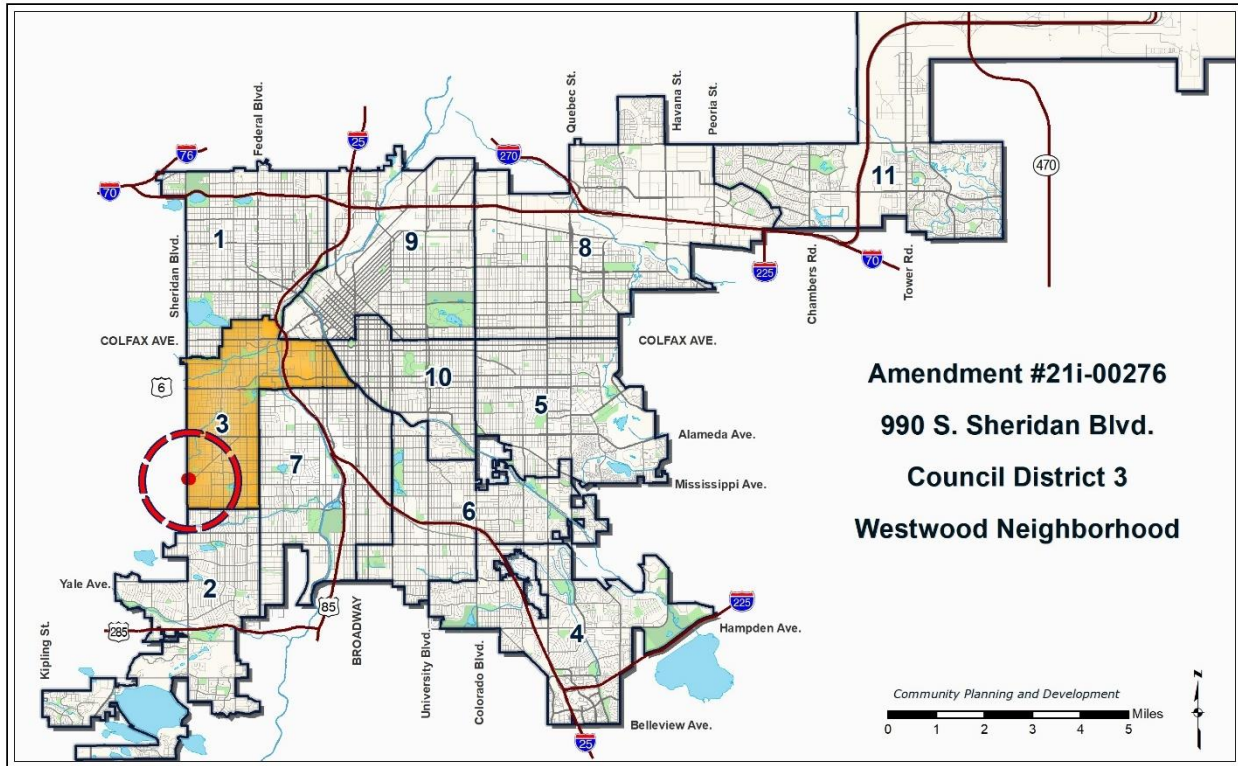 Federal Blvd.
25
Quebec St.
Havana St.
Peoria St.
76
270
70
470
11
1
9
8
Sheridan Blvd.
225
70
Chambers Rd.
Tower Rd.
COLFAX AVE.
COLFAX AVE.
6
10
5
3
7
Alameda Ave.
Mississippi Ave.
6
Yale Ave.
2
85
BROADWAY
285
Kipling St.
University Blvd.
Colorado Blvd.
4
225
Hampden Ave.
Belleview Ave.
25
Amendment #21i-00276
990 S. Sheridan Blvd.
Council District 3
Westwood Neighborhood
Community Planning and Development
Miles
0 1 2 3 4 5
N